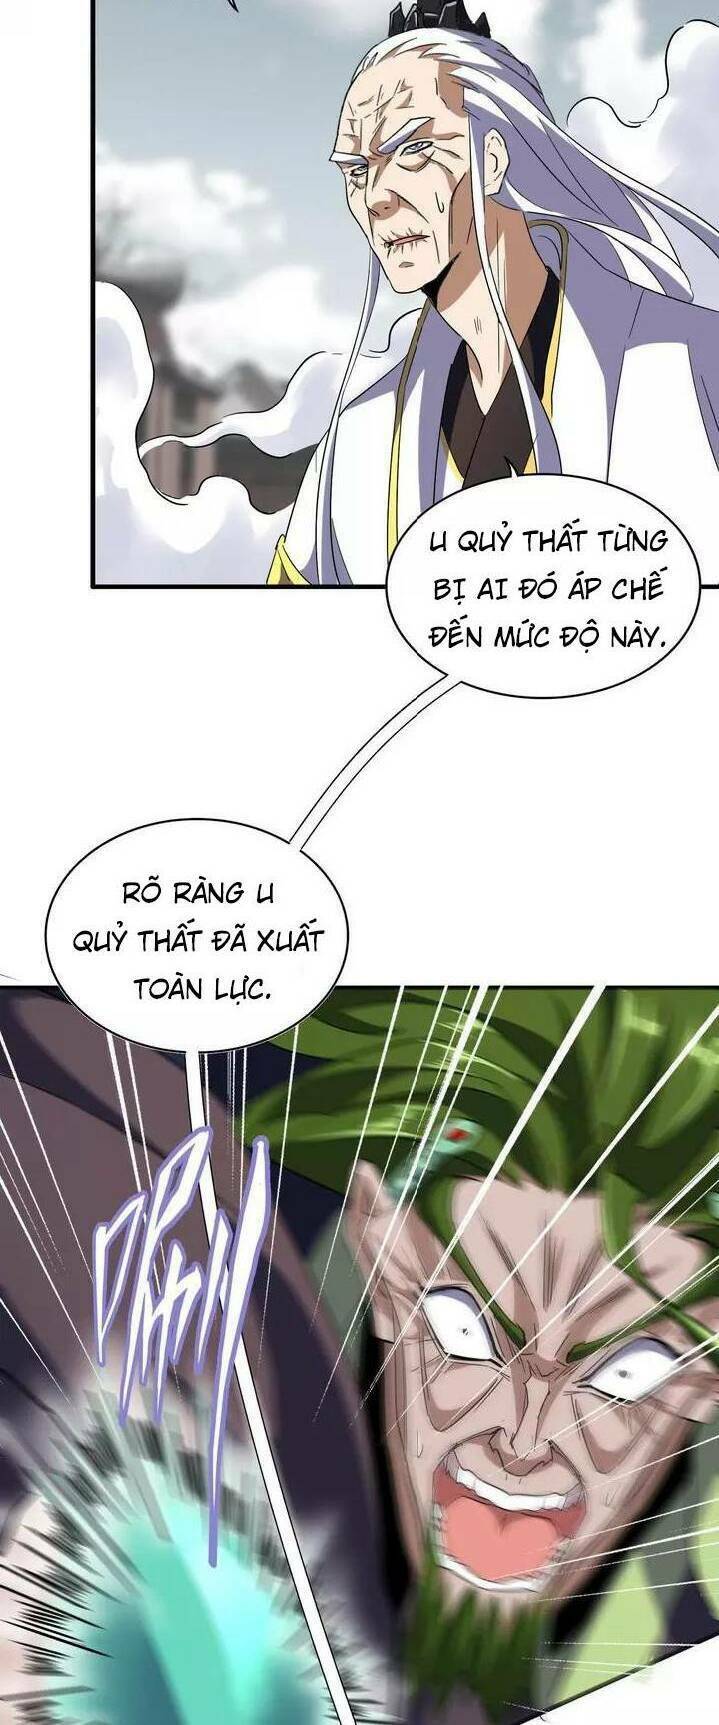 U QUỶ THẤT TỪNG
BỊ AI ĐÓ ÁP CHẾ
ĐẾN MỨC ĐỘ NÀY.
RÕ RÀNG U
QUỶ THẤT ĐÃ XUẤT
TOÀN LỰC.